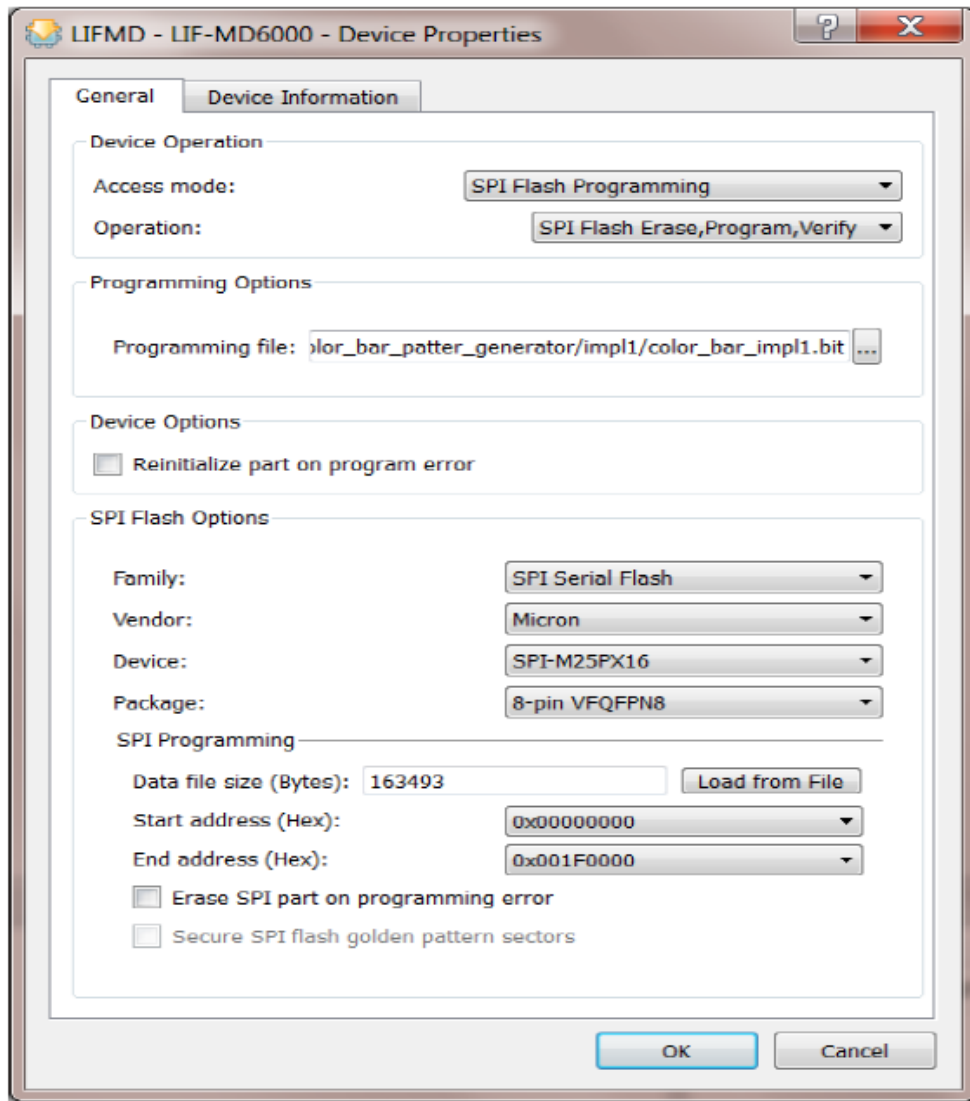 LIFMD - LIF-MD6000 - Device Properties
General Device Information
Device Operation
Access mode: SPI Flash Programming
Operation: SPI Flash Erase,Program,Verify
Programming Options
Programming file: olor_bar_patter_generator/impl1/color_bar_impl1.bit ...
Device Options
Reinitialize part on program error
SPI Flash Options
Family: SPI Serial Flash
Vendor: Micron
Device: SPI-M25PX16
Package: 8-pin VFQFPN8
SPI Programming
Data file size (Bytes): 163493 Load from File
Start address (Hex): 0x00000000
End address (Hex): 0x001F0000
Erase SPI part on programming error
Secure SPI flash golden pattern sectors
OK Cancel